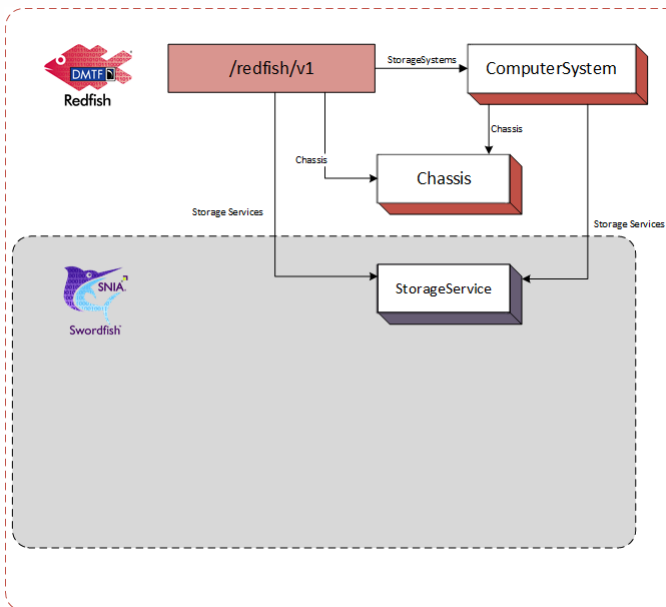 DMTF
Redfish
/redfish/v1
StorageSystems
ComputerSystem
Chassis
Chassis
Chassis
Storage Services
Storage Services
SNIA
Swordfish
StorageService